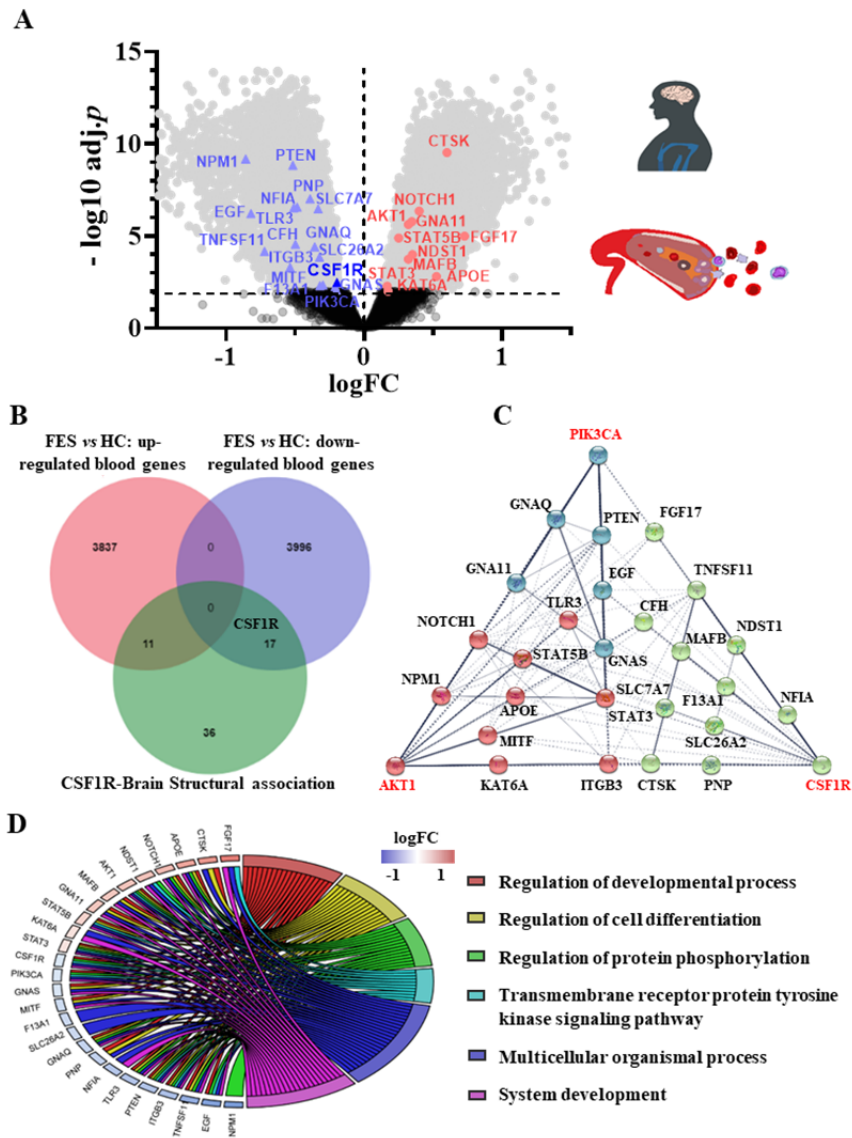 A
15
10
5
0
- log10 adj.p
-1
0
1
logFC
CTSK
NPM1
PTEN
PNP
NFIA
SLC7A7
NOTCH1
EGF
TLR3
AKT1
GNA11
TNFSF11
CFH
GNAQ
STAT5B
FGF17
ITGB3
SLC26A2
NDST1
MITF
CSF1R
MAFB
STAT3
APOE
F13A1
GNAS
KAT6A
PIK3CA
B
FES vs HC: up-
regulated blood genes
FES vs HC: down-
regulated blood genes
3837
0
3996
0
CSF1R
11
17
36
CSF1R-Brain Structural association
C
PIK3CA
GNAQ
PTEN
FGF17
GNA11
EGF
TNFSF11
TLR3
CFH
NOTCH1
MAFB
NDST1
STAT5B
GNAS
NPM1
SLC7A7
APOE
F13A1
NFIA
STAT3
MITF
SLC26A2
AKT1
KAT6A
ITGB3
CTSK
PNP
CSF1R
D
FGF17
CTSK
APOE
NOTCH1
NDST1
AKT1
MAFB
GNA11
STAT5B
KAT6A
STAT3
CSF1R
PIK3CA
GNAS
MITF
F13A1
SLC26A2
GNAQ
PNP
NFIA
TLR3
PTEN
ITGB3
TNFSF11
EGF
NPM1
logFC
-1
1
Regulation of developmental process
Regulation of cell differentiation
Regulation of protein phosphorylation
Transmembrane receptor protein tyrosine
kinase signaling pathway
Multicellular organismal process
System development